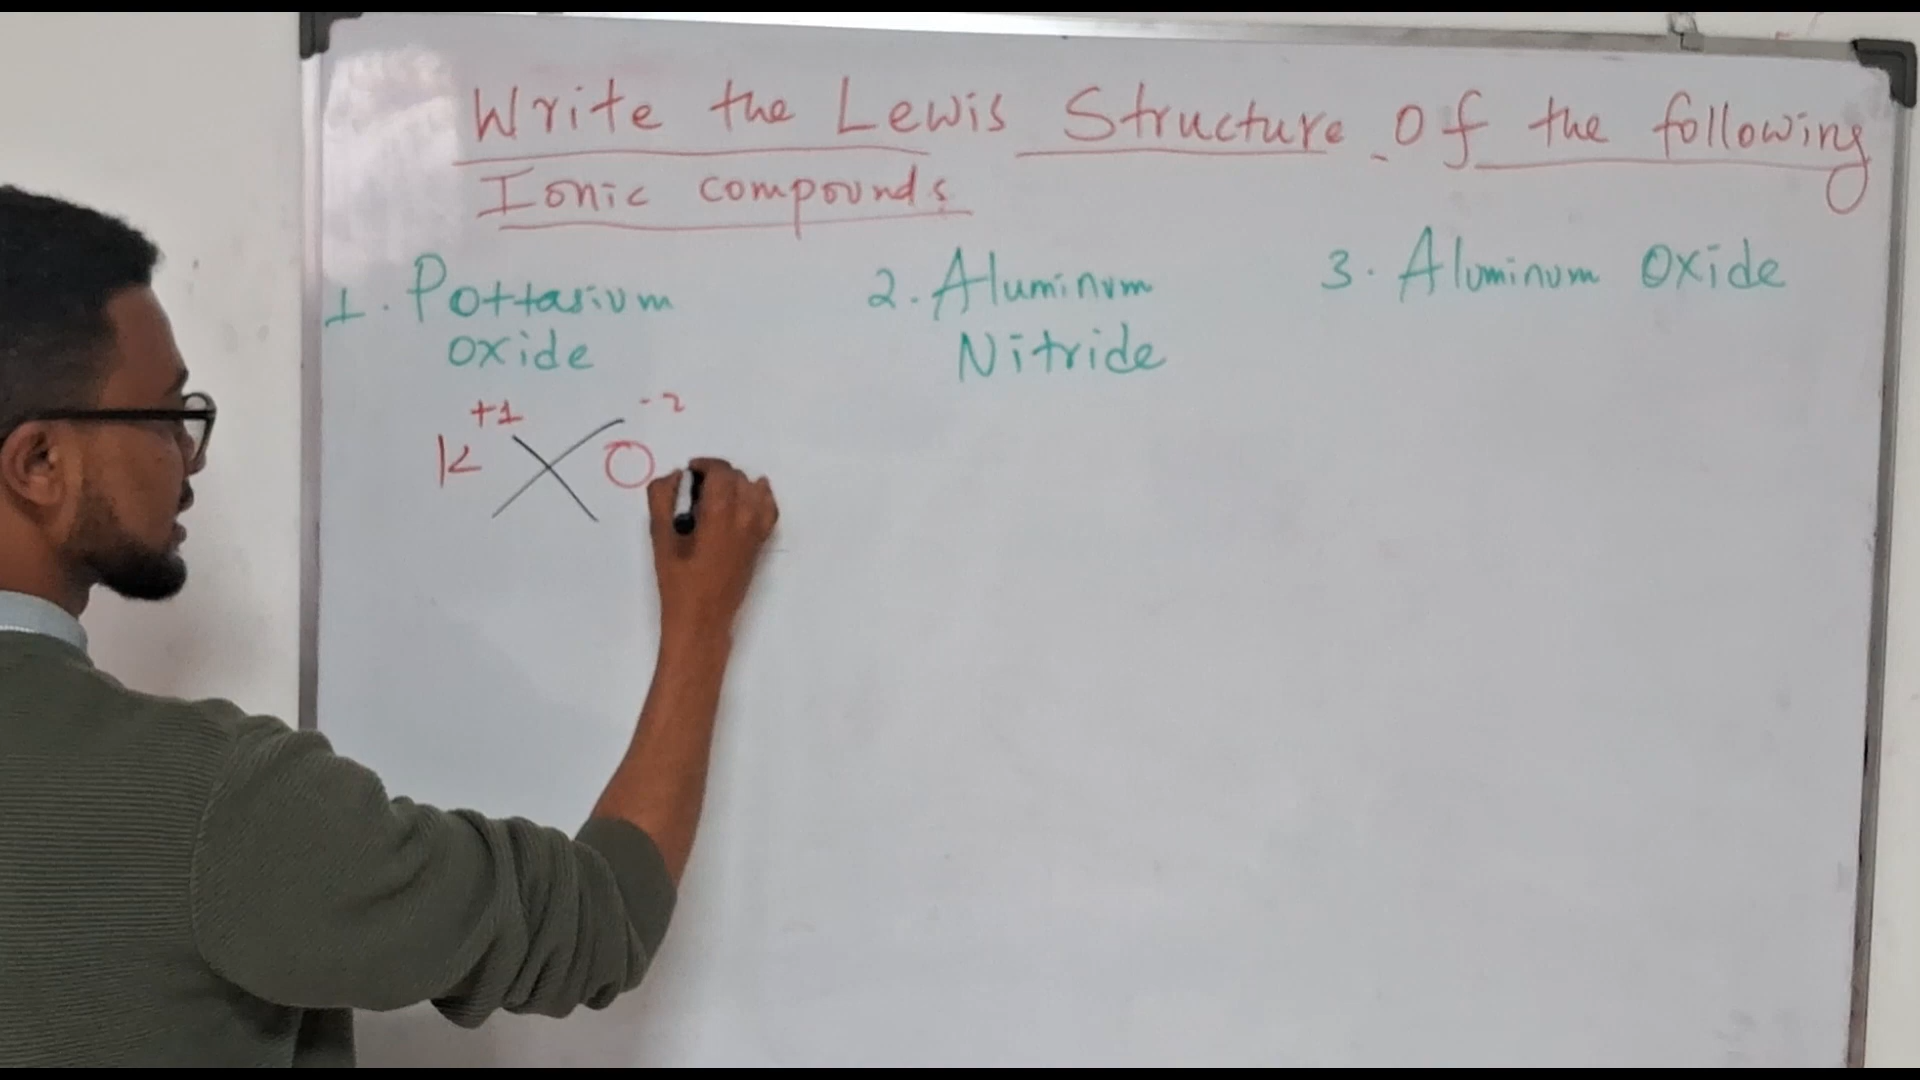 Write the Lewis Structure of the following
Ionic compounds
1. Pottasium
oxide
2. Aluminum
Nitride
3. Aluminum Oxide
K+1 O-2